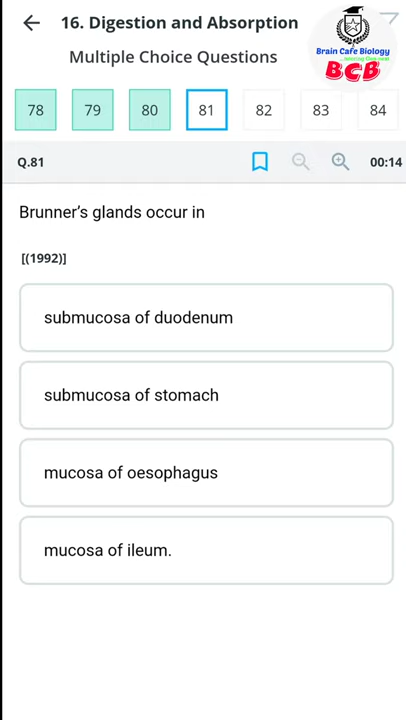 16. Digestion and Absorption
Multiple Choice Questions
Brain Cafe Biology
BCB
78 79 80 81 82 83 84
Q.81 00:14
Brunner's glands occur in
[(1992)]
submucosa of duodenum
submucosa of stomach
mucosa of oesophagus
mucosa of ileum.